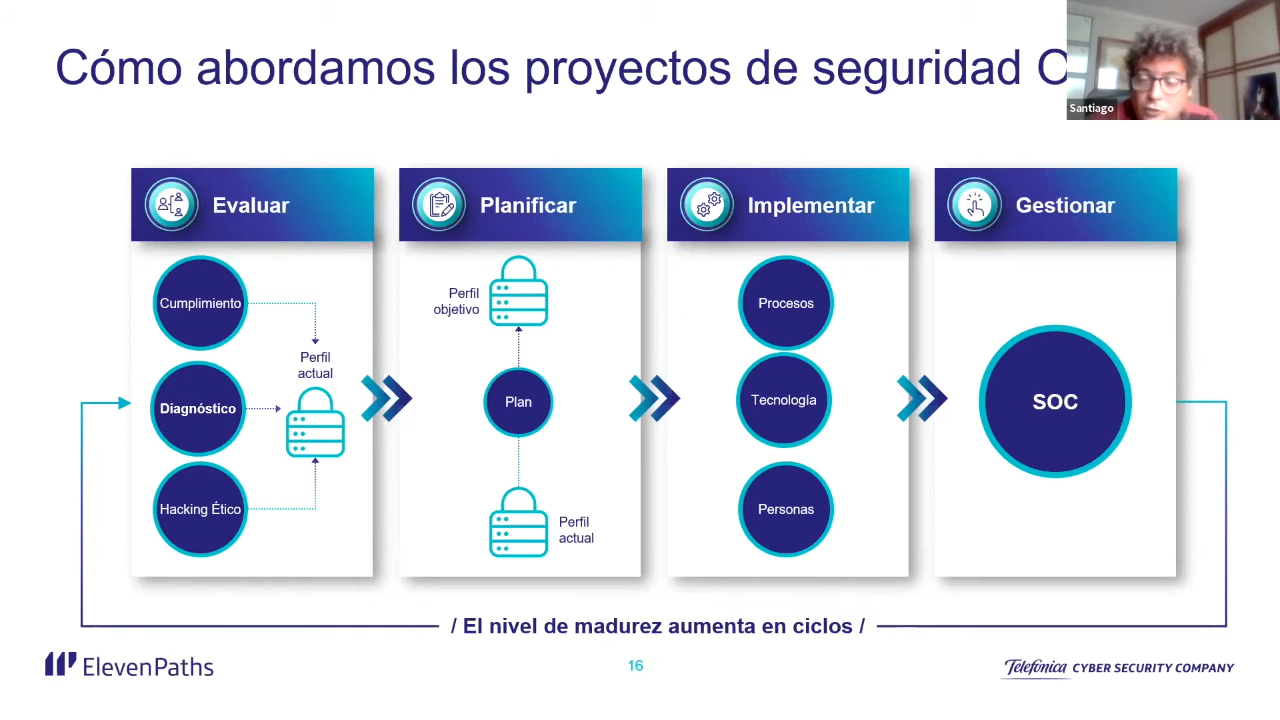 Cómo abordamos los proyectos de seguridad
Santiago
Evaluar
Planificar
Implementar
Gestionar
Cumplimiento
Diagnóstico
Hacking Ético
Perfil
actual
Perfil
objetivo
Plan
Perfil
actual
Procesos
Tecnología
Personas
SOC
/ El nivel de madurez aumenta en ciclos /
ElevenPaths
16
Telefónica CYBER SECURITY COMPANY